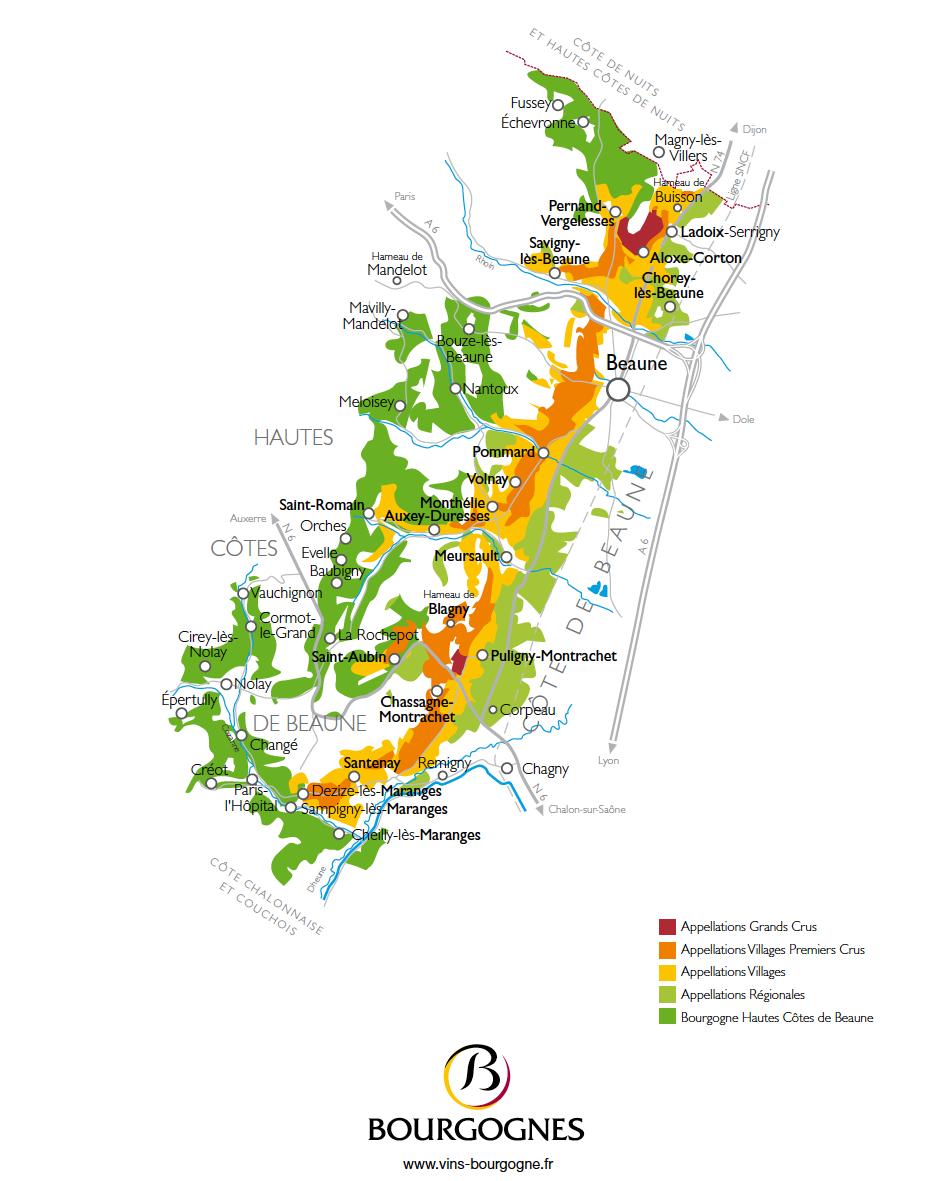 CÔTE DE NUITS
ET HAUTES CÔTES DE NUITS
Fussey
Échevronne
Dijon
Magny-lès-
Villers
N 74
Ligne SNCF
Hameau de
Buisson
Paris
A 6
Pernand-
Vergelesses
Ladoix-Serrigny
Savigny-
lès-Beaune
Aloxe-Corton
Rhoin
Hameau de
Mandelot
Chorey-
lès-Beaune
Mavilly-
Mandelot
Bouze-lès-
Beaune
Beaune
Nantoux
Meloisey
Dole
HAUTES
Pommard
Volnay
Saint-Romain
Monthélie
Auxey-Duresses
Auxerre
N 6
Orches
CÔTES
Evelle
Baubigny
Meursault
A 6
CÔTE DE BEAUNE
Vauchignon
Hameau de
Blagny
Cormot-
le-Grand
Cirey-lès-
Nolay
La Rochepot
Saint-Aubin
Puligny-Montrachet
Nolay
Épertully
Chassagne-
Montrachet
Corpeau
DE BEAUNE
Cozanne
Changé
Lyon
Santenay
Remigny
Chagny
Créot
Paris-
l'Hôpital
Dezize-lès-Maranges
N 6
Sampigny-lès-Maranges
Chalon-sur-Saône
Cheilly-lès-Maranges
Dheune
CÔTE CHALONNAISE
ET COUCHOIS
Appellations Grands Crus
Appellations Villages Premiers Crus
Appellations Villages
Appellations Régionales
Bourgogne Hautes Côtes de Beaune
B
BOURGOGNES
www.vins-bourgogne.fr